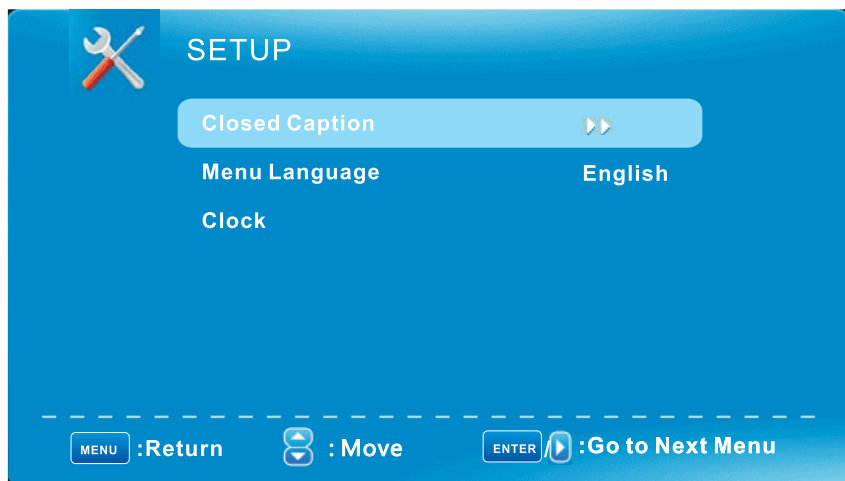 SETUP
Closed Caption
Menu Language English
Clock
MENU :Return : Move ENTER / :Go to Next Menu